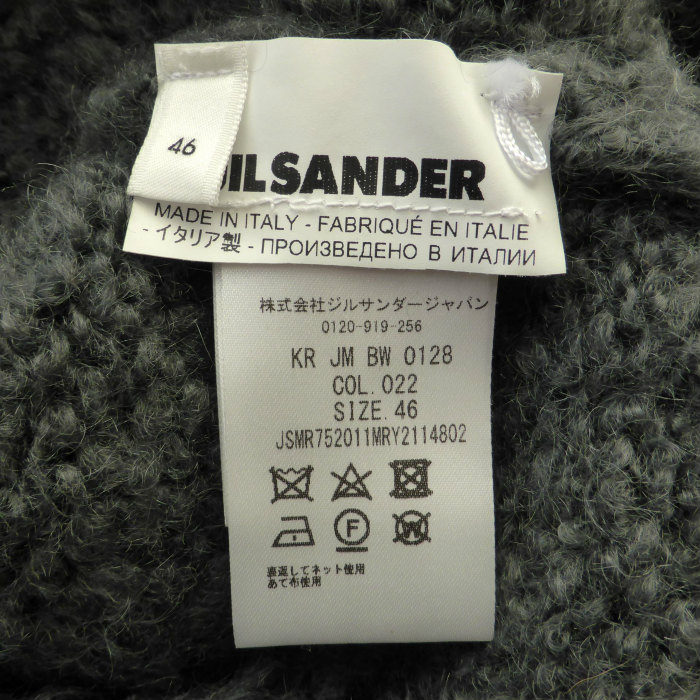 46
JIL SANDER
MADE IN ITALY - FABRIQUÉ EN ITALIE
- イタリア製 - ПРОИЗВЕДЕНО В ИТАЛИИ
株式会社ジルサンダージャパン
0120-919-256
KR JM BW 0128
COL.022
SIZE.46
JSMR752011MRY2114802
F
W
裏返してネット使用
あて布使用